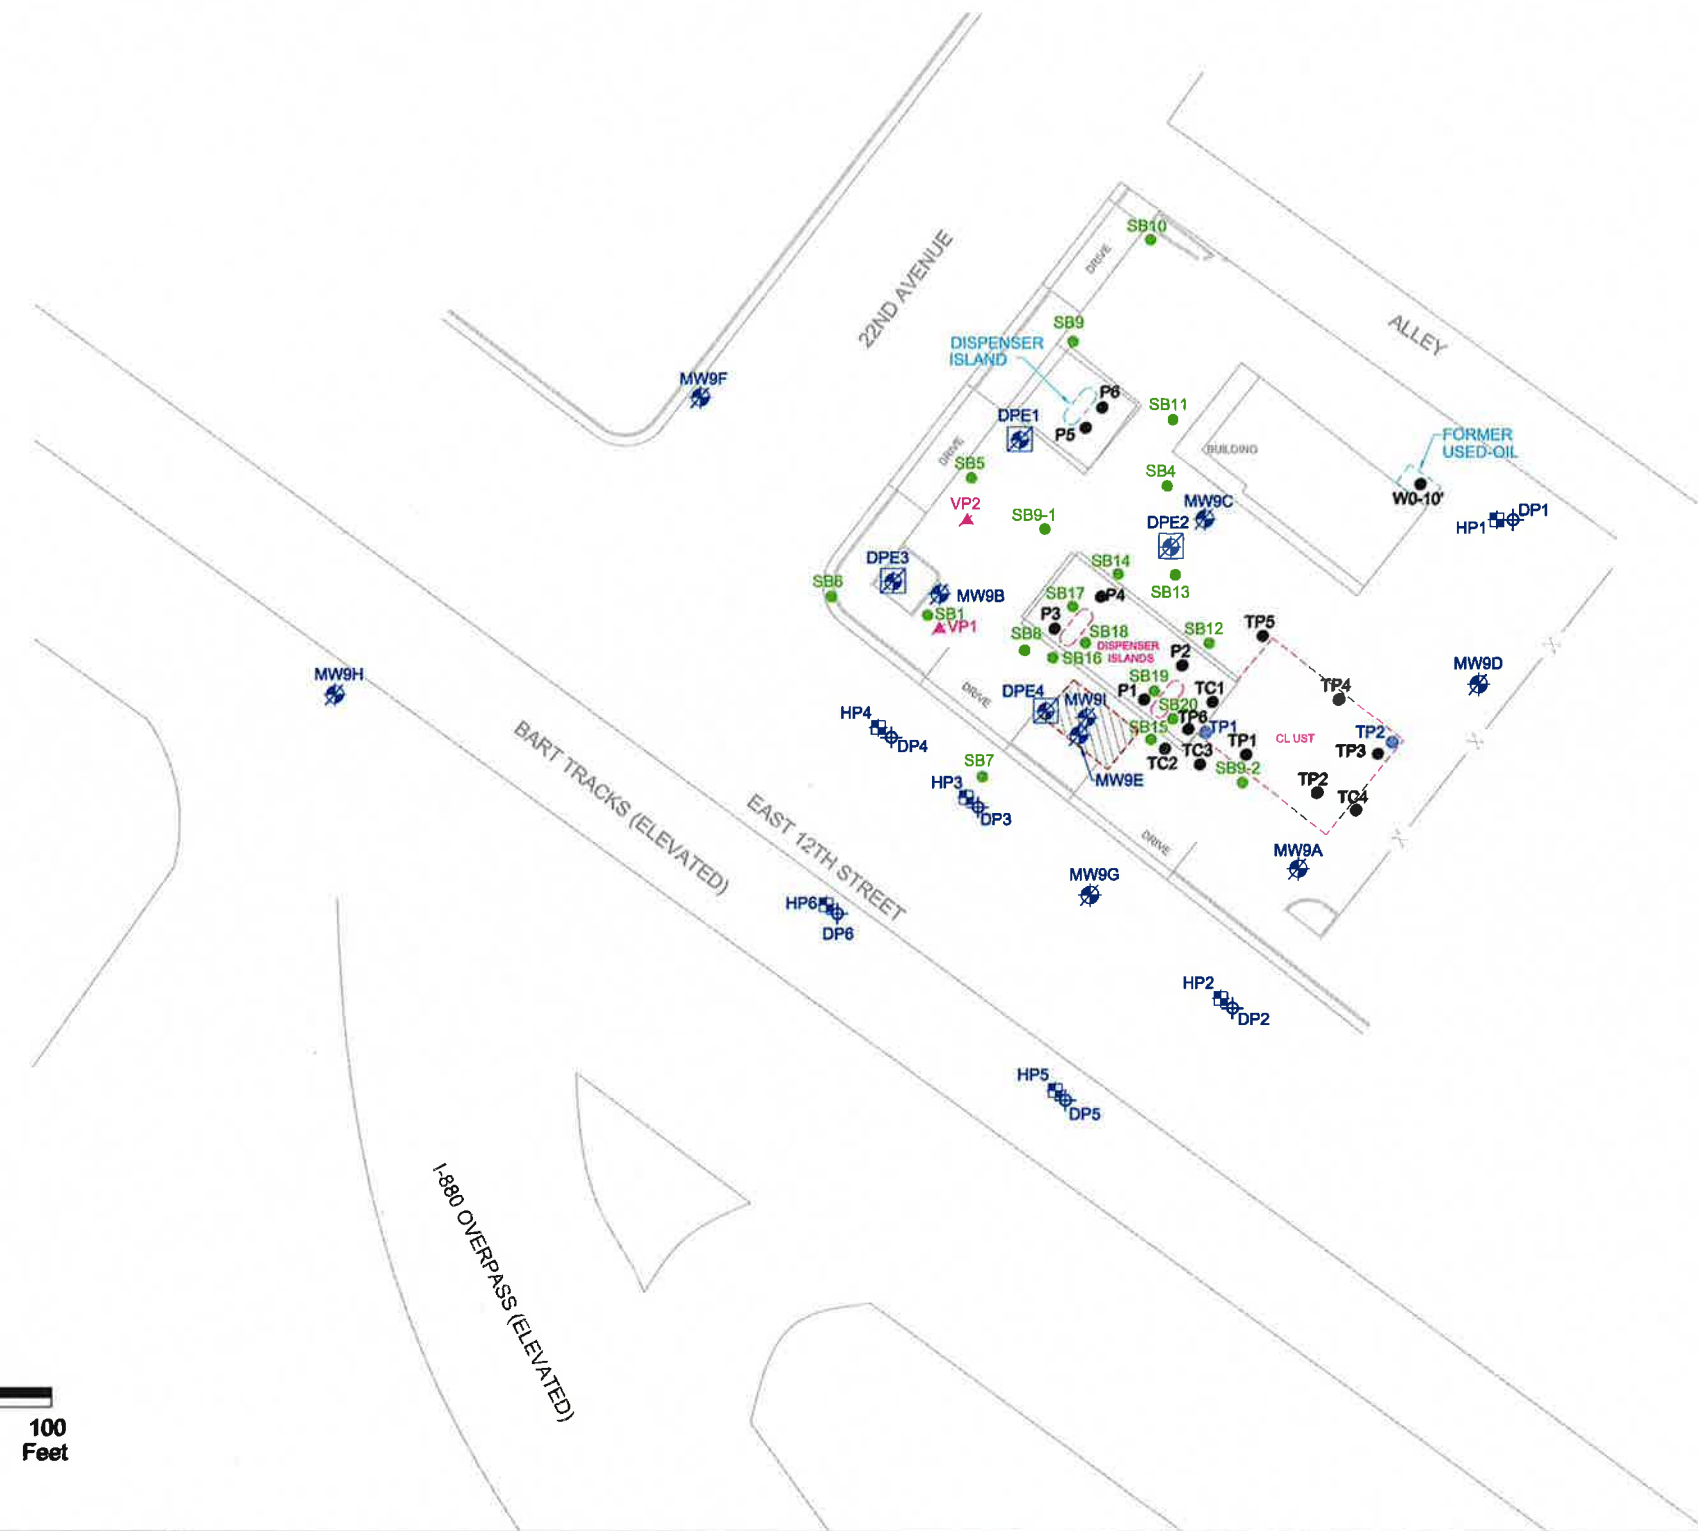 SB10
DRIVE
22ND AVENUE
SB9
DISPENSER
ISLAND
ALLEY
MW9F
P6
SB11
DPE1
P5
DRIVE
BUILDING
FORMER
USED-OIL
SB5
SB4
W0-10'
VP2
MW9C
DP1
HP1
SB9-1
DPE2
DPE3
SB14
SB6
SB13
MW9B
SB17
P4
SB1
VP1
P3
TP5
SB8
SB18
SB12
DISPENSER
ISLANDS
SB16
P2
MW9D
MW9H
SB19
TP4
DRIVE
DPE4
MW9I
P1
TC1
SB20
HP4
TP6
TP1
TP2
SB15
TP1
CL UST
DP4
TC3
TP3
TC2
SB7
SB9-2
HP3
MW9E
TP2
TC4
BART TRACKS (ELEVATED)
EAST 12TH STREET
DP3
DRIVE
MW9A
MW9G
HP6
DP6
HP2
DP2
HP5
DP5
I-880 OVERPASS (ELEVATED)
X
X
X
100
Feet